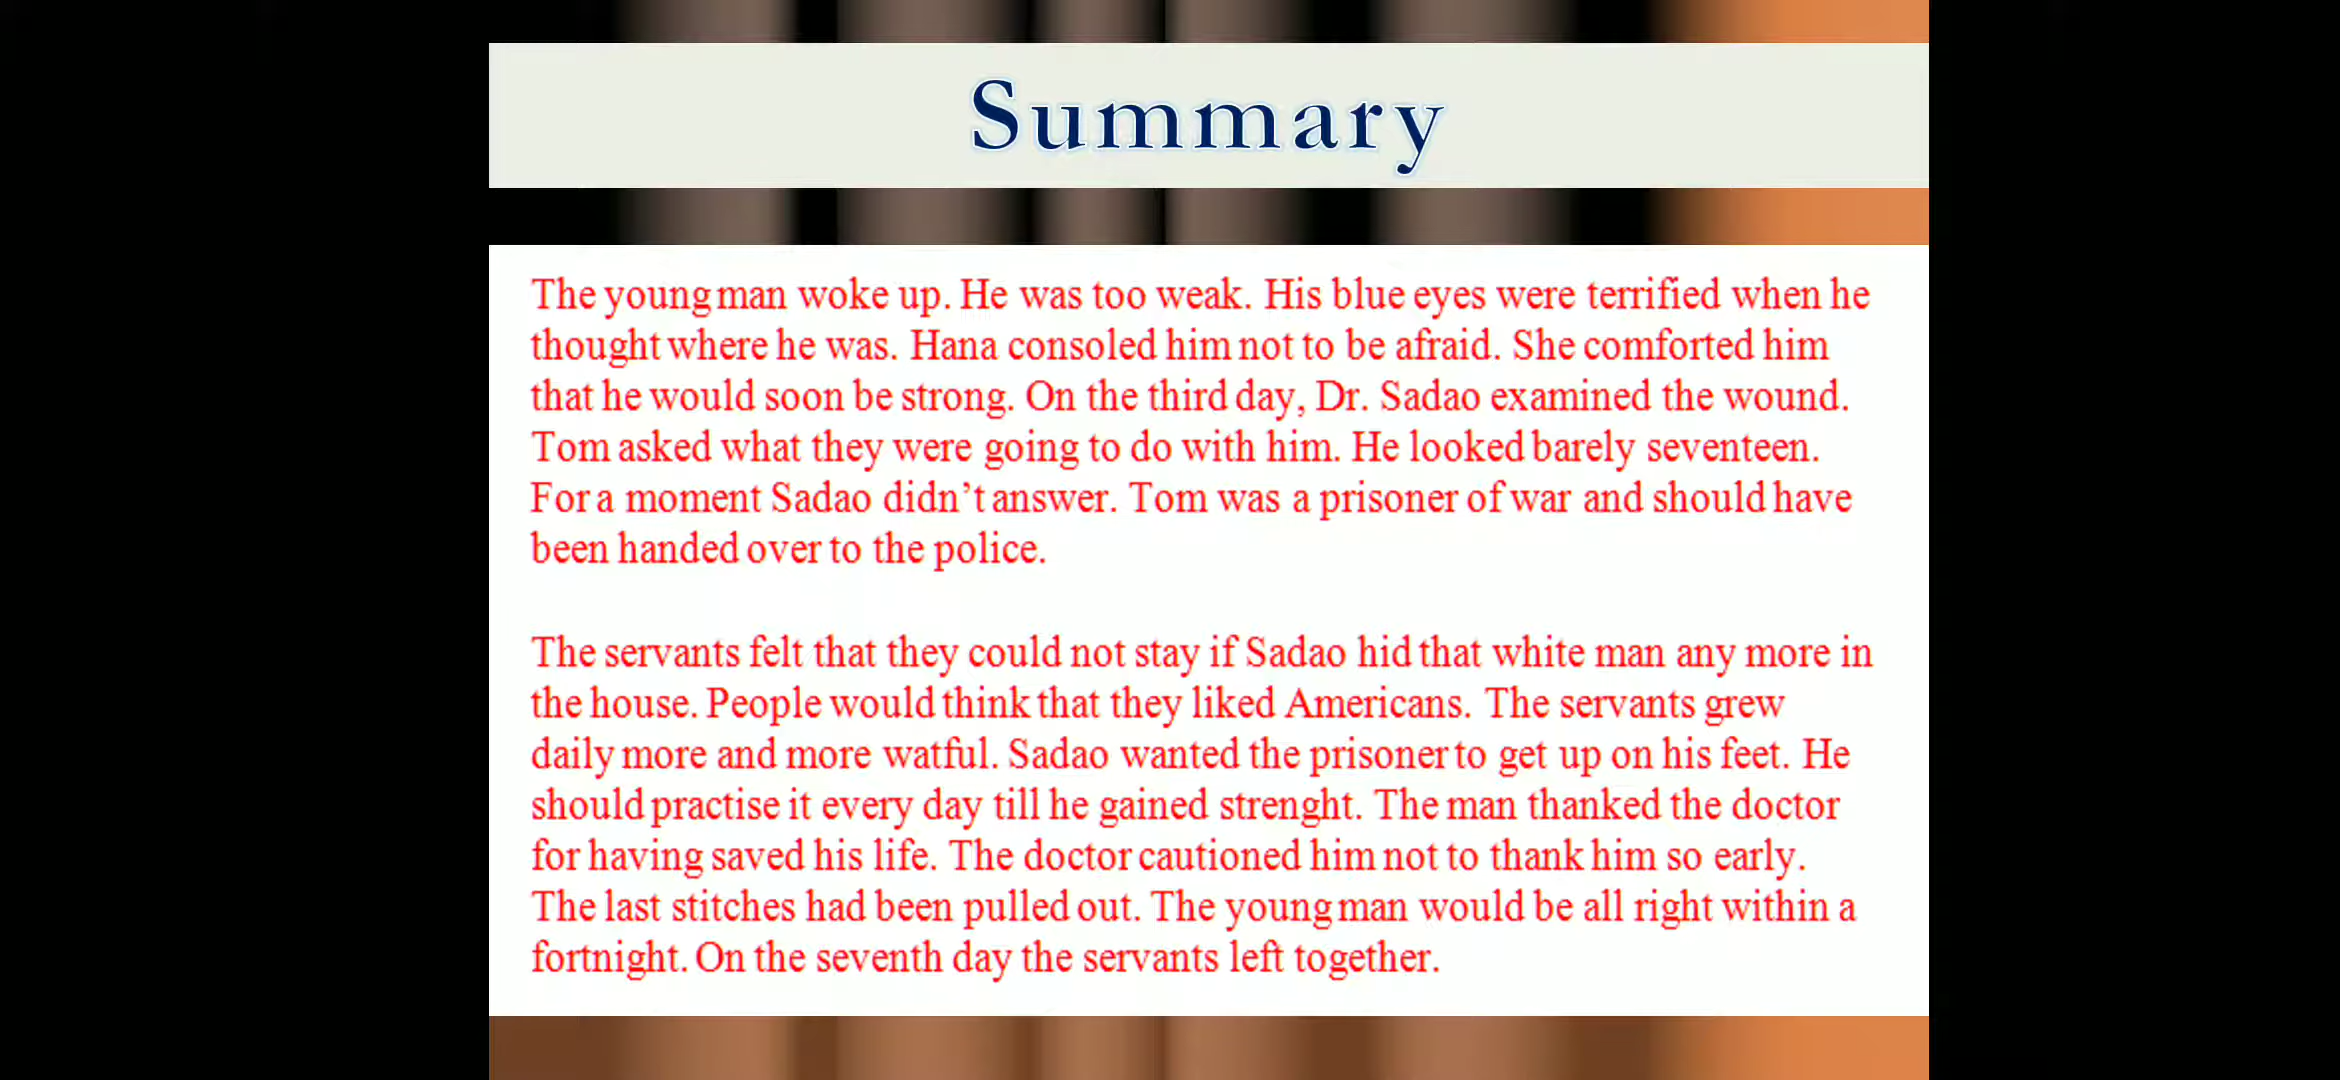 Summary
The young man woke up. He was too weak. His blue eyes were terrified when he
thought where he was. Hana consoled him not to be afraid. She comforted him
that he would soon be strong. On the third day, Dr. Sadao examined the wound.
Tom asked what they were going to do with him. He looked barely seventeen.
For a moment Sadao didn’t answer. Tom was a prisoner of war and should have
been handed over to the police.
The servants felt that they could not stay if Sadao hid that white man any more in
the house. People would think that they liked Americans. The servants grew
daily more and more watful. Sadao wanted the prisoner to get up on his feet. He
should practise it every day till he gained strenght. The man thanked the doctor
for having saved his life. The doctor cautioned him not to thank him so early.
The last stitches had been pulled out. The young man would be all right within a
fortnight. On the seventh day the servants left together.